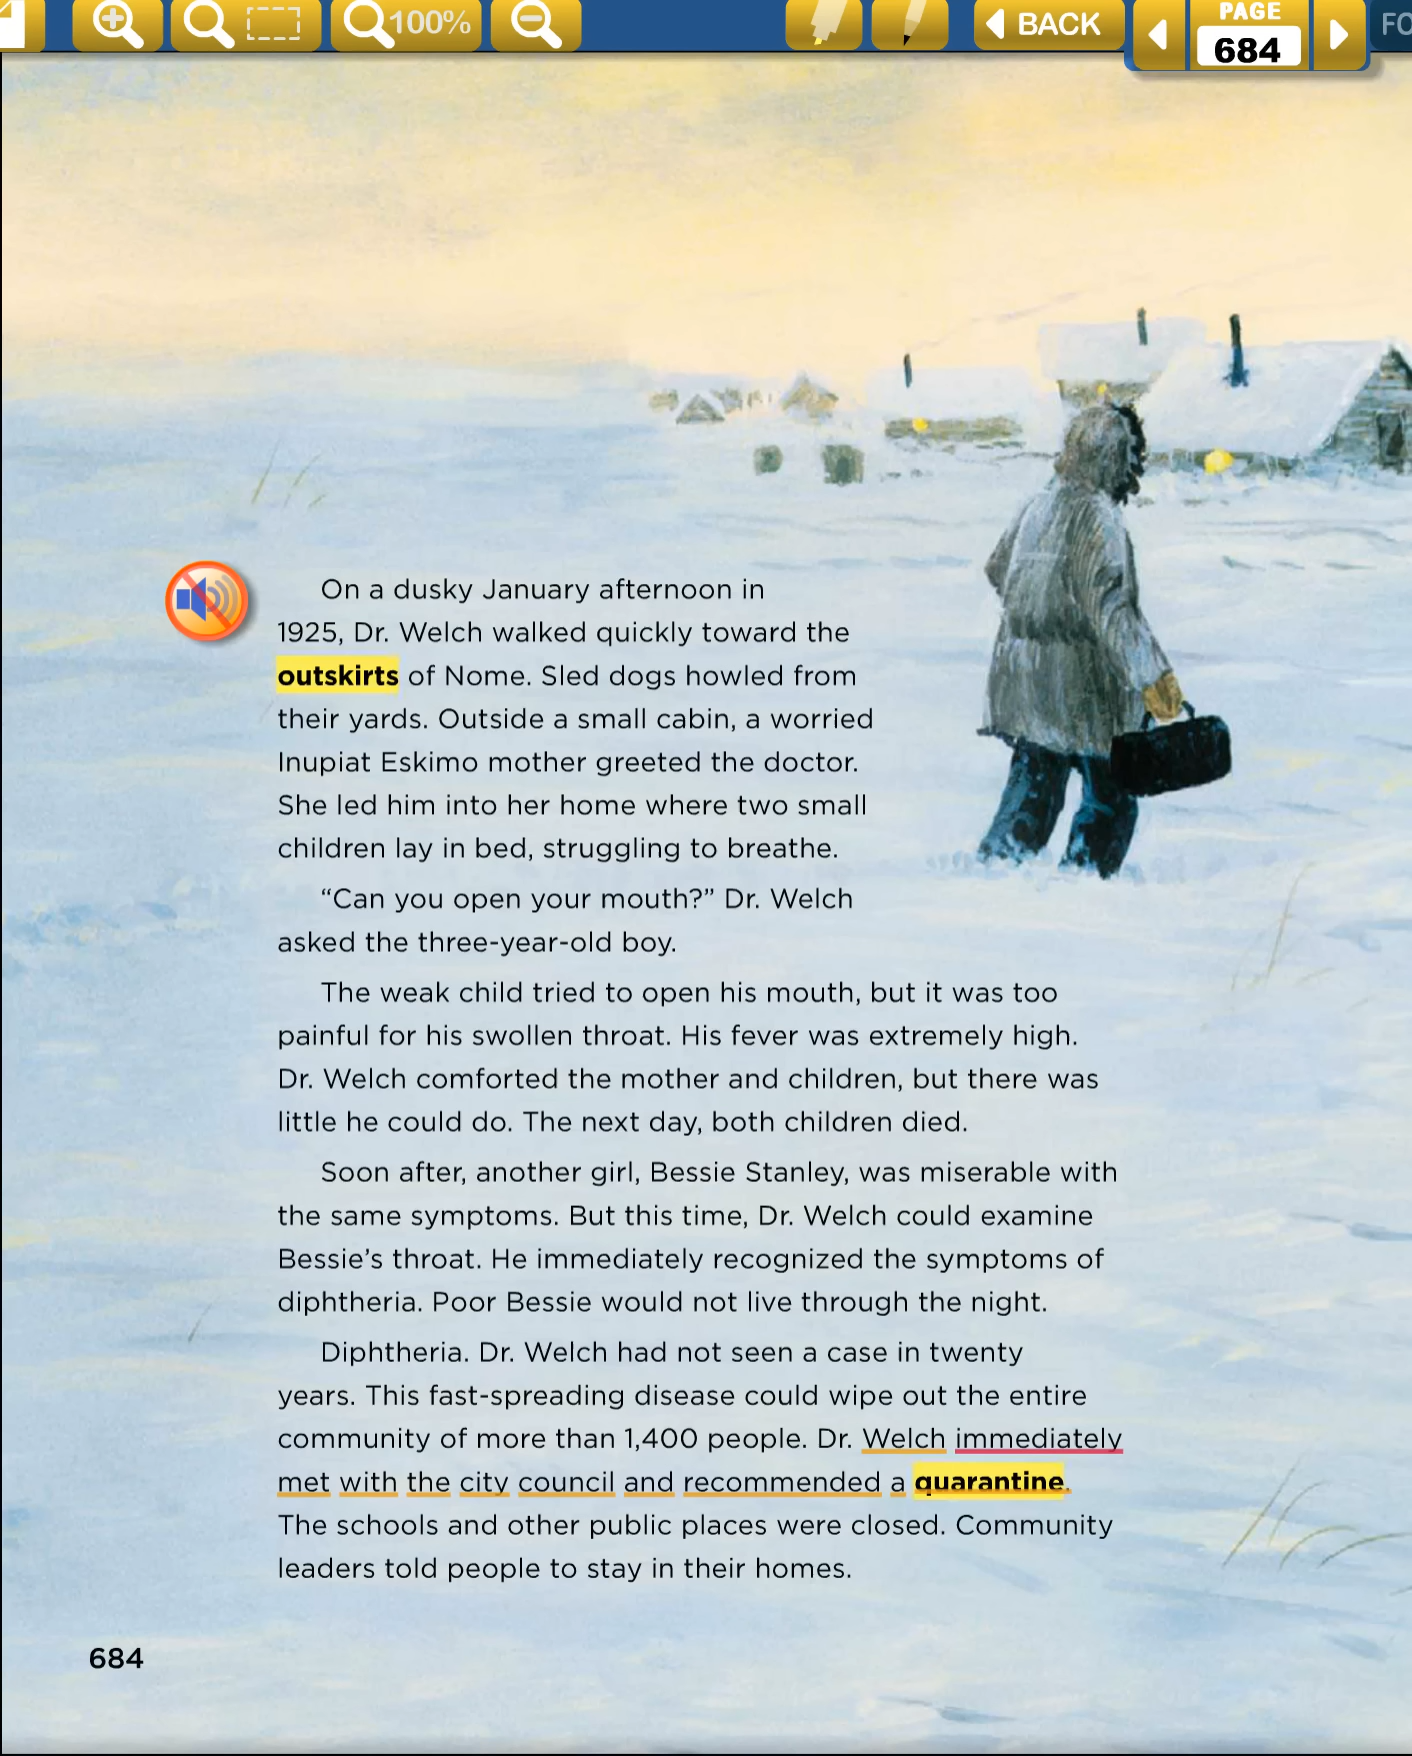 100%
BACK
PAGE
684
FO
On a dusky January afternoon in
1925, Dr. Welch walked quickly toward the
outskirts of Nome. Sled dogs howled from
their yards. Outside a small cabin, a worried
Inupiat Eskimo mother greeted the doctor.
She led him into her home where two small
children lay in bed, struggling to breathe.
“Can you open your mouth?” Dr. Welch
asked the three-year-old boy.
The weak child tried to open his mouth, but it was too
painful for his swollen throat. His fever was extremely high.
Dr. Welch comforted the mother and children, but there was
little he could do. The next day, both children died.
Soon after, another girl, Bessie Stanley, was miserable with
the same symptoms. But this time, Dr. Welch could examine
Bessie’s throat. He immediately recognized the symptoms of
diphtheria. Poor Bessie would not live through the night.
Diphtheria. Dr. Welch had not seen a case in twenty
years. This fast-spreading disease could wipe out the entire
community of more than 1,400 people. Dr. Welch immediately
met with the city council and recommended a quarantine.
The schools and other public places were closed. Community
leaders told people to stay in their homes.
684